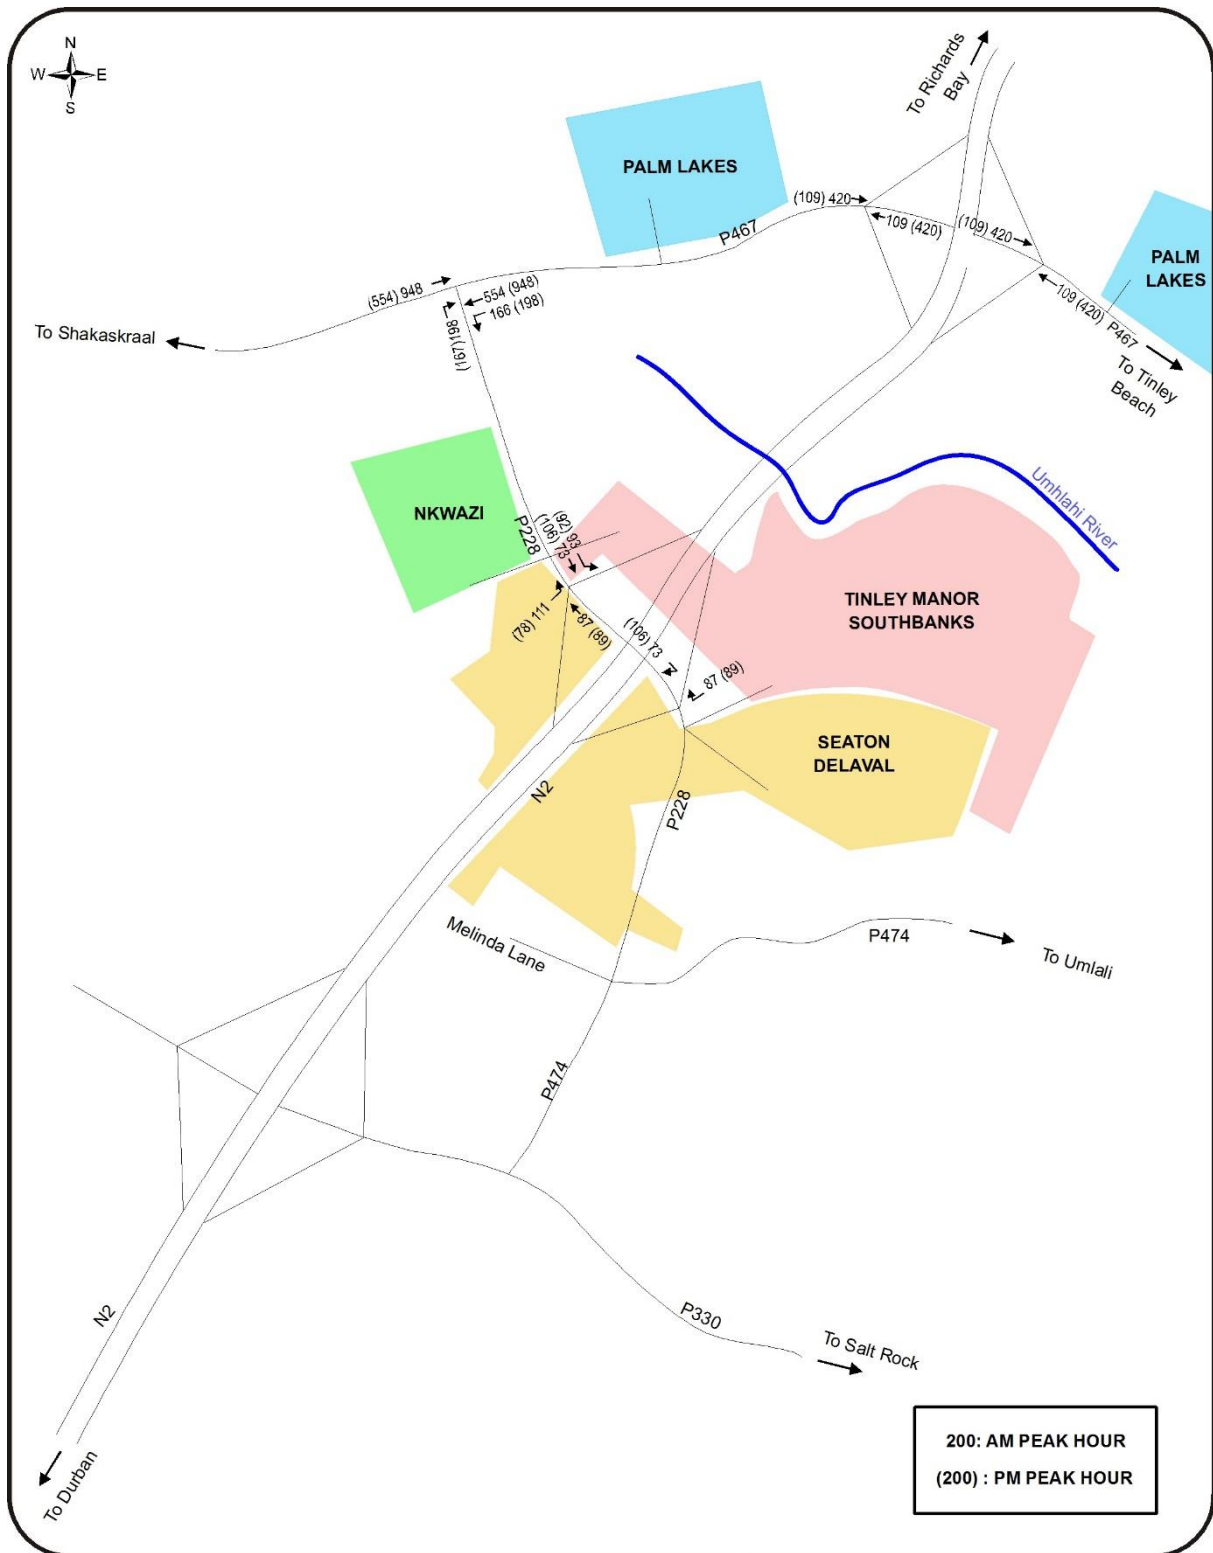 N
W E
S
To Richards
Bay
PALM LAKES
(109) 420
P467
109 (420)
(109) 420
PALM
LAKES
(554) 948
554 (948)
166 (198)
(167)198
109 (420)
P467
To Shakaskraal
To Tinley
Beach
NKWAZI
P228
(92) 93
(106) 73
Umhlahi River
TINLEY MANOR
SOUTHBANKS
(78) 111
87 (89)
(106) 73
87 (89)
SEATON
DELAVAL
N2
P228
Melinda Lane
P474
To Umlali
P474
N2
P330
To Salt Rock
To Durban
200: AM PEAK HOUR
(200) : PM PEAK HOUR